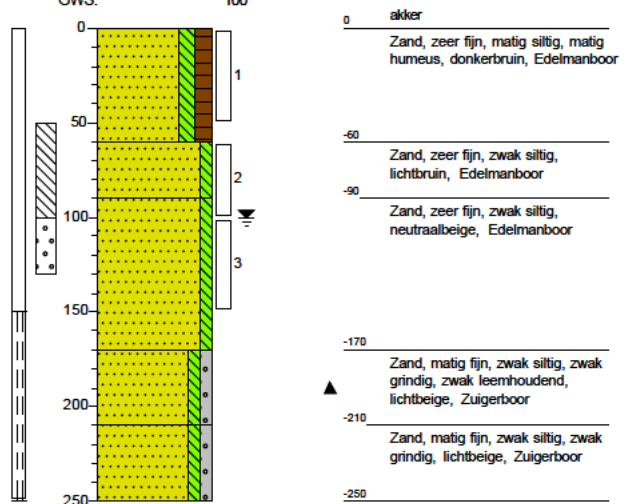 GWS: 100
0
50
100
150
200
250
1
2
3
0 akker
Zand, zeer fijn, matig siltig, matig
humeus, donkerbruin, Edelmanboor
-60
Zand, zeer fijn, zwak siltig,
lichtbruin, Edelmanboor
-90
Zand, zeer fijn, zwak siltig,
neutraalbeige, Edelmanboor
-170
Zand, matig fijn, zwak siltig, zwak
grindig, zwak leemhoudend,
lichtbeige, Zuigerboor
-210
Zand, matig fijn, zwak siltig, zwak
grindig, lichtbeige, Zuigerboor
-250